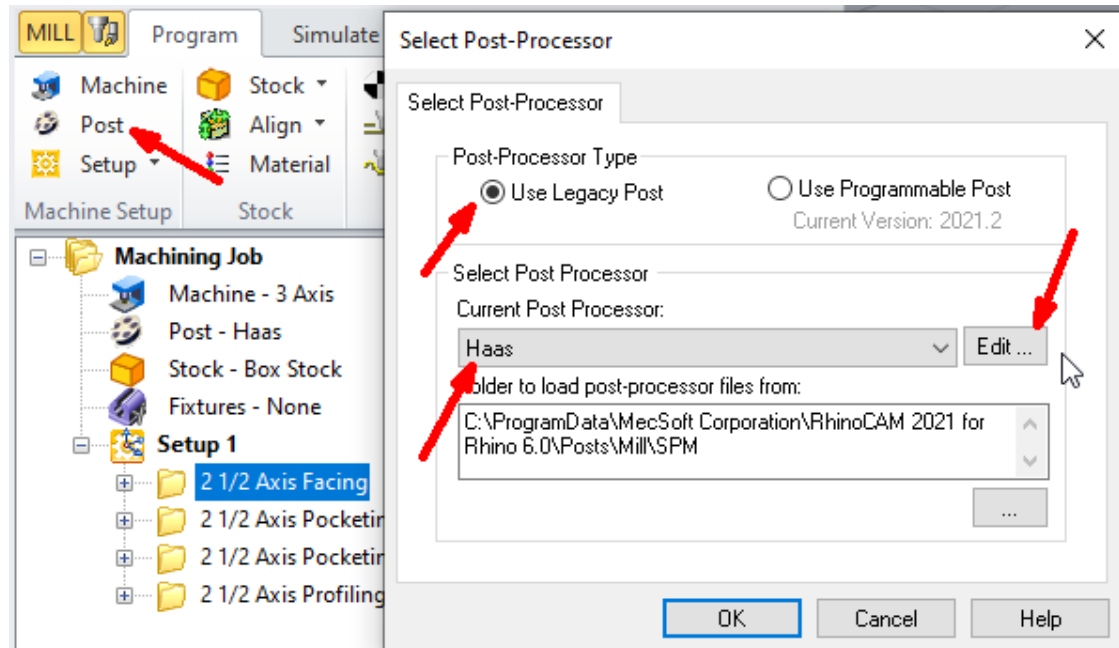 MILL Program Simulate
Machine Stock
Post Align
Setup Material
Machine Setup Stock
Machining Job
Machine - 3 Axis
Post - Haas
Stock - Box Stock
Fixtures - None
Setup 1
2 1/2 Axis Facing
2 1/2 Axis Pocketin
2 1/2 Axis Pocketin
2 1/2 Axis Profiling
Select Post-Processor
Select Post-Processor
Post-Processor Type
Use Legacy Post Use Programmable Post
Current Version: 2021.2
Select Post Processor
Current Post Processor:
Haas Edit ...
older to load post-processor files from:
C:\ProgramData\MecSoft Corporation\RhinoCAM 2021 for
Rhino 6.0\Posts\Mill\SPM
...
OK Cancel Help